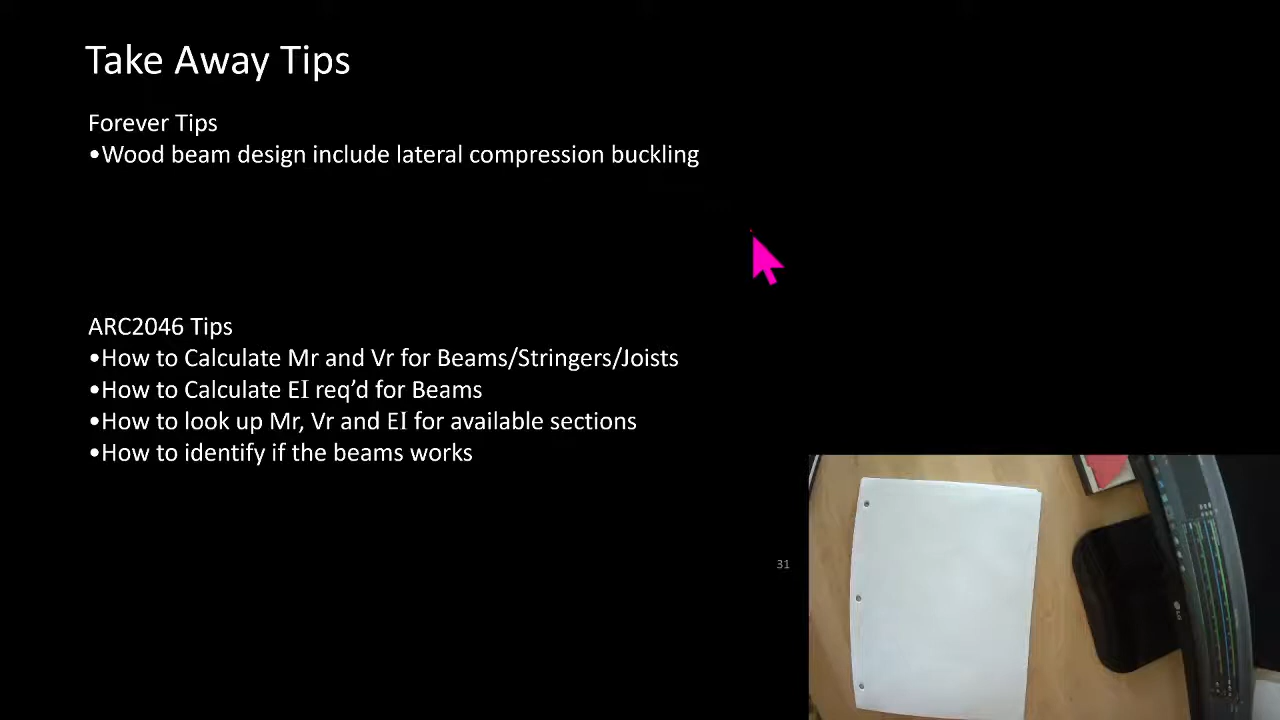 Take Away Tips
Forever Tips
•Wood beam design include lateral compression buckling
ARC2046 Tips
•How to Calculate Mr and Vr for Beams/Stringers/Joists
•How to Calculate EI req’d for Beams
•How to look up Mr, Vr and EI for available sections
•How to identify if the beams works
31
LG